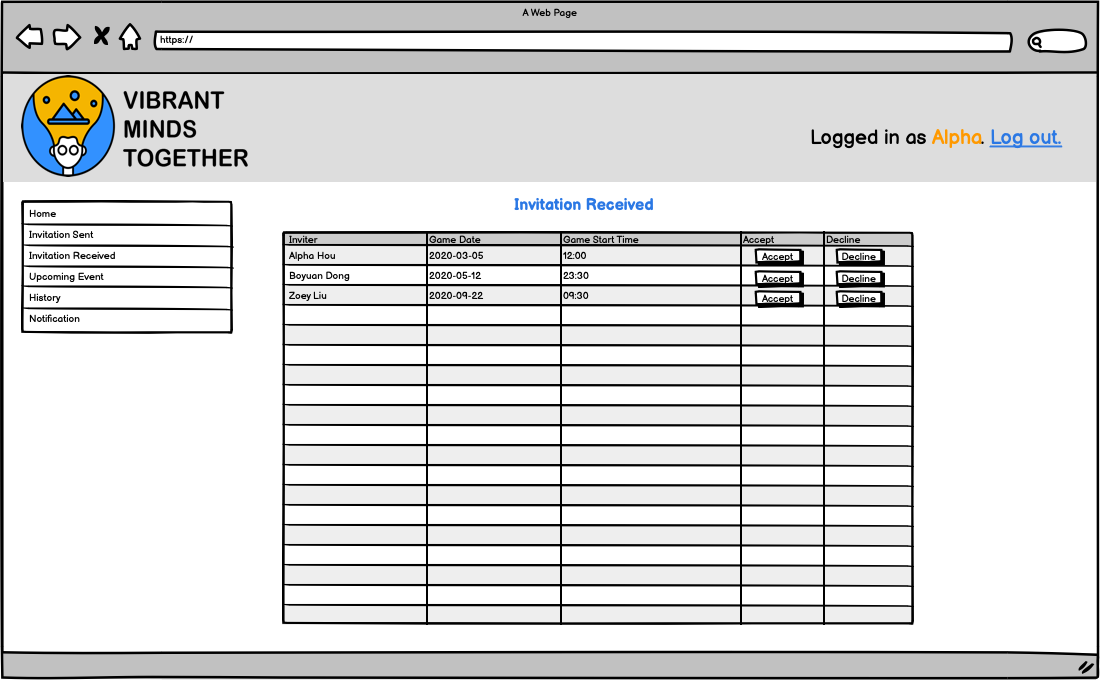 A Web Page
https://
VIBRANT
MINDS
TOGETHER
Logged in as Alpha. Log out.
Home
Invitation Sent
Invitation Received
Upcoming Event
History
Notification
Invitation Received
Inviter Game Date Game Start Time Accept Decline
Alpha Hou 2020-03-05 12:00 Accept Decline
Boyuan Dong 2020-05-12 23:30 Accept Decline
Zoey Liu 2020-09-22 09:30 Accept Decline